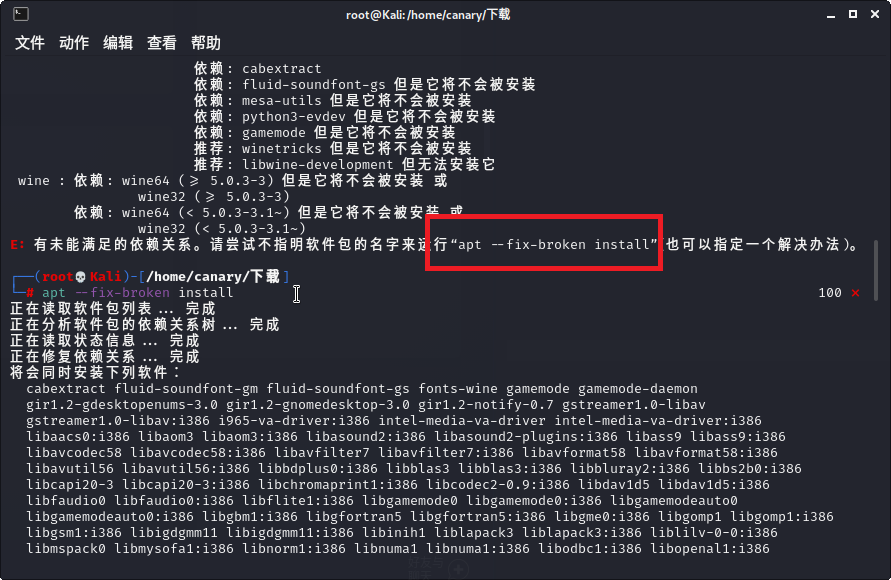 root@Kali:/home/canary/下载
文件 动作 编辑 查看 帮助
依赖: cabextract
依赖: fluid-soundfont-gs 但是它将不会被安装
依赖: mesa-utils 但是它将不会被安装
依赖: python3-evdev 但是它将不会被安装
依赖: gamemode 但是它将不会被安装
推荐: winetricks 但是它将不会被安装
推荐: libwine-development 但无法安装它
wine : 依赖: wine64 (≥ 5.0.3-3) 但是它将不会被安装 或
wine32 (≥ 5.0.3-3)
依赖: wine64 (< 5.0.3-3.1~) 但是它将不会被安装 或
wine32 (< 5.0.3-3.1~)
E: 有未能满足的依赖关系。请尝试不指明软件包的名字来运行“apt --fix-broken install”(也可以指定一个解决办法)。
┌──(root💀Kali)-[/home/canary/下载]
└─# apt --fix-broken install 100 ⨯
正在读取软件包列表... 完成
正在分析软件包的依赖关系树... 完成
正在读取状态信息... 完成
正在修复依赖关系... 完成
将会同时安装下列软件：
cabextract fluid-soundfont-gm fluid-soundfont-gs fonts-wine gamemode gamemode-daemon
gir1.2-gdesktopenums-3.0 gir1.2-gnomedesktop-3.0 gir1.2-notify-0.7 gstreamer1.0-libav
gstreamer1.0-libav:i386 i965-va-driver:i386 intel-media-va-driver intel-media-va-driver:i386
libaacs0:i386 libaom3 libaom3:i386 libasound2:i386 libasound2-plugins:i386 libass9 libass9:i386
libavcodec58 libavcodec58:i386 libavfilter7 libavfilter7:i386 libavformat58 libavformat58:i386
libavutil56 libavutil56:i386 libbdplus0:i386 libblas3 libblas3:i386 libbluray2:i386 libbs2b0:i386
libcapi20-3 libcapi20-3:i386 libchromaprint1:i386 libcodec2-0.9:i386 libdav1d5 libdav1d5:i386
libfaudio0 libfaudio0:i386 libflite1:i386 libgamemode0 libgamemode0:i386 libgamemodeauto0
libgamemodeauto0:i386 libgbm1:i386 libgfortran5 libgfortran5:i386 libgme0:i386 libgomp1 libgomp1:i386
libgsm1:i386 libigdgmm11 libigdgmm11:i386 libinih1 liblapack3 liblapack3:i386 liblilv-0-0:i386
libmspack0 libmysofa1:i386 libnorm1:i386 libnuma1 libnuma1:i386 libodbc1:i386 libopenal1:i386